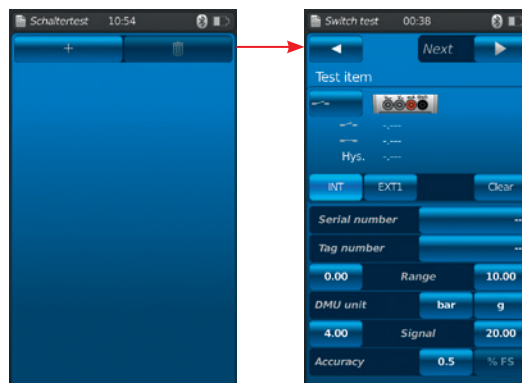 Schaltertest 10:54
+
Switch test 00:38
Next
Test item
-,---
-,---
Hys. -,---
INT EXT1 Clear
Serial number --
Tag number --
0.00 Range 10.00
DMU unit bar g
4.00 Signal 20.00
Accuracy 0.5 % FS